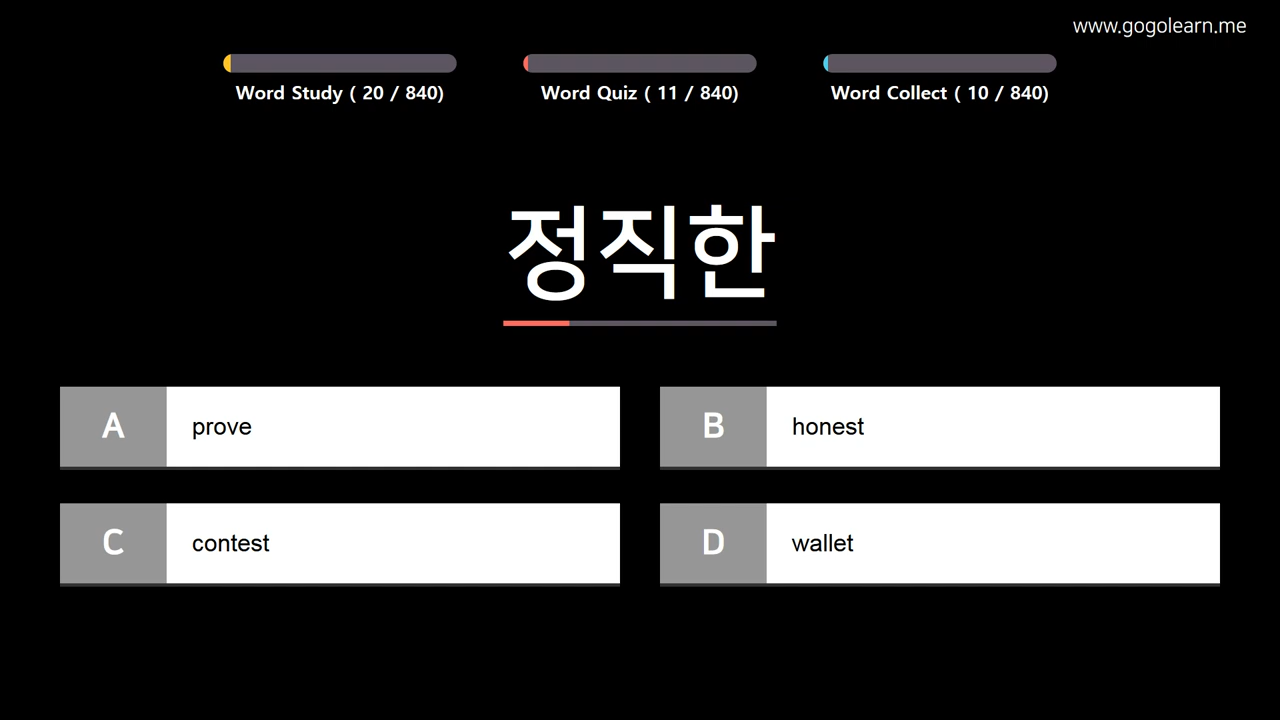 www.gogolearn.me
Word Study ( 20 / 840)
Word Quiz ( 11 / 840)
Word Collect ( 10 / 840)
정직한
A prove
B honest
C contest
D wallet